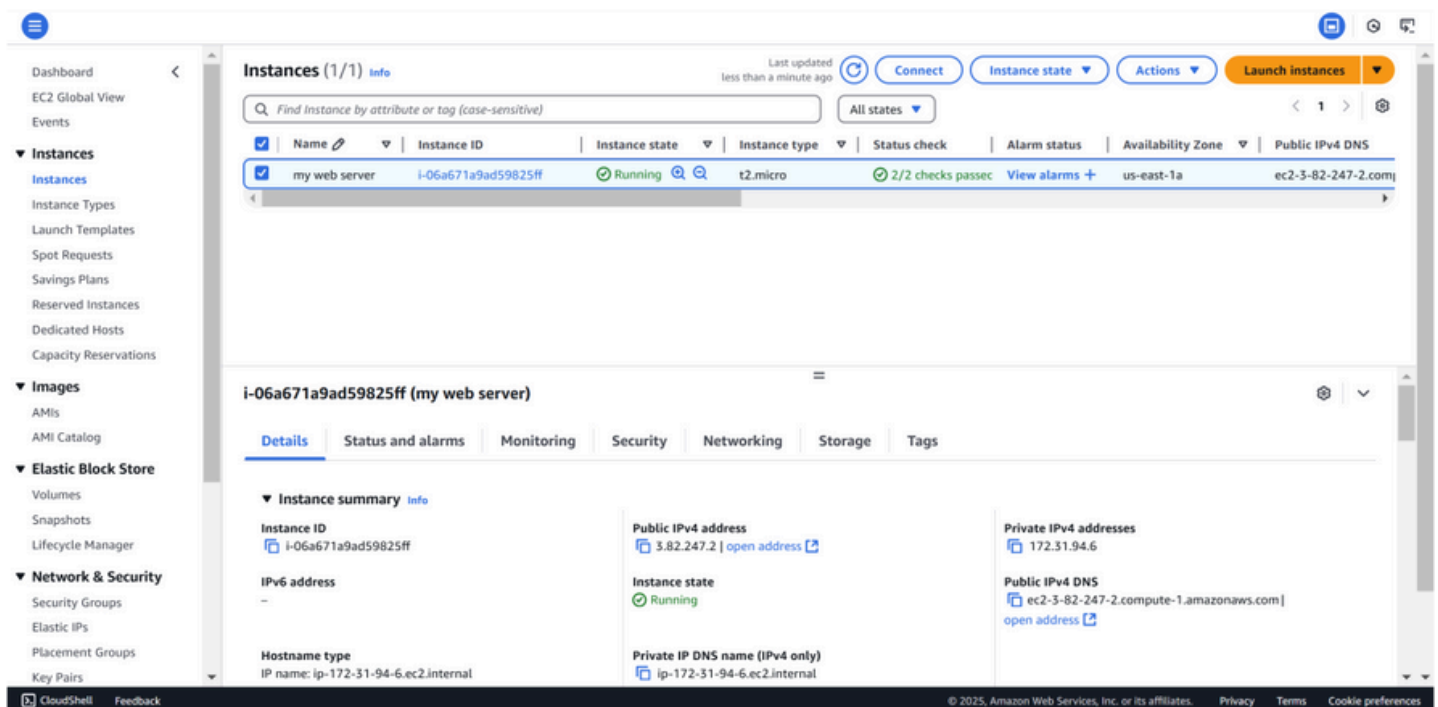 Dashboard
EC2 Global View
Events
Instances
Instances
Instance Types
Launch Templates
Spot Requests
Savings Plans
Reserved Instances
Dedicated Hosts
Capacity Reservations
Images
AMIs
AMI Catalog
Elastic Block Store
Volumes
Snapshots
Lifecycle Manager
Network & Security
Security Groups
Elastic IPs
Placement Groups
Key Pairs
Instances (1/1) Info
Last updated
less than a minute ago
Connect Instance state Actions Launch instances
Find Instance by attribute or tag (case-sensitive) All states 1
Name Instance ID Instance state Instance type Status check Alarm status Availability Zone Public IPv4 DNS
my web server i-06a671a9ad59825ff Running t2.micro 2/2 checks passec View alarms + us-east-1a ec2-3-82-247-2.com
i-06a671a9ad59825ff (my web server)
Details Status and alarms Monitoring Security Networking Storage Tags
Instance summary Info
Instance ID Public IPv4 address Private IPv4 addresses
i-06a671a9ad59825ff 3.82.247.2 | open address 172.31.94.6
IPv6 address Instance state Public IPv4 DNS
– Running ec2-3-82-247-2.compute-1.amazonaws.com |
open address
Hostname type Private IP DNS name (IPv4 only)
IP name: ip-172-31-94-6.ec2.internal ip-172-31-94-6.ec2.internal
CloudShell Feedback © 2025, Amazon Web Services, Inc. or its affiliates. Privacy Terms Cookie preferences